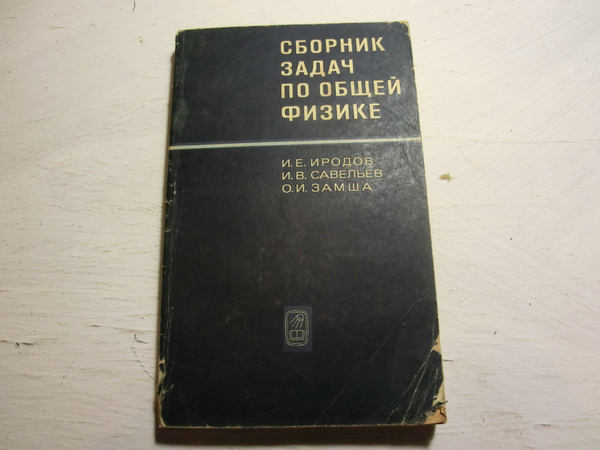 СБОРНИК
ЗАДАЧ
ПО ОБЩЕЙ
ФИЗИКЕ
И. Е. ИРОДОВ
И. В. САВЕЛЬЕВ
О. И. ЗАМША